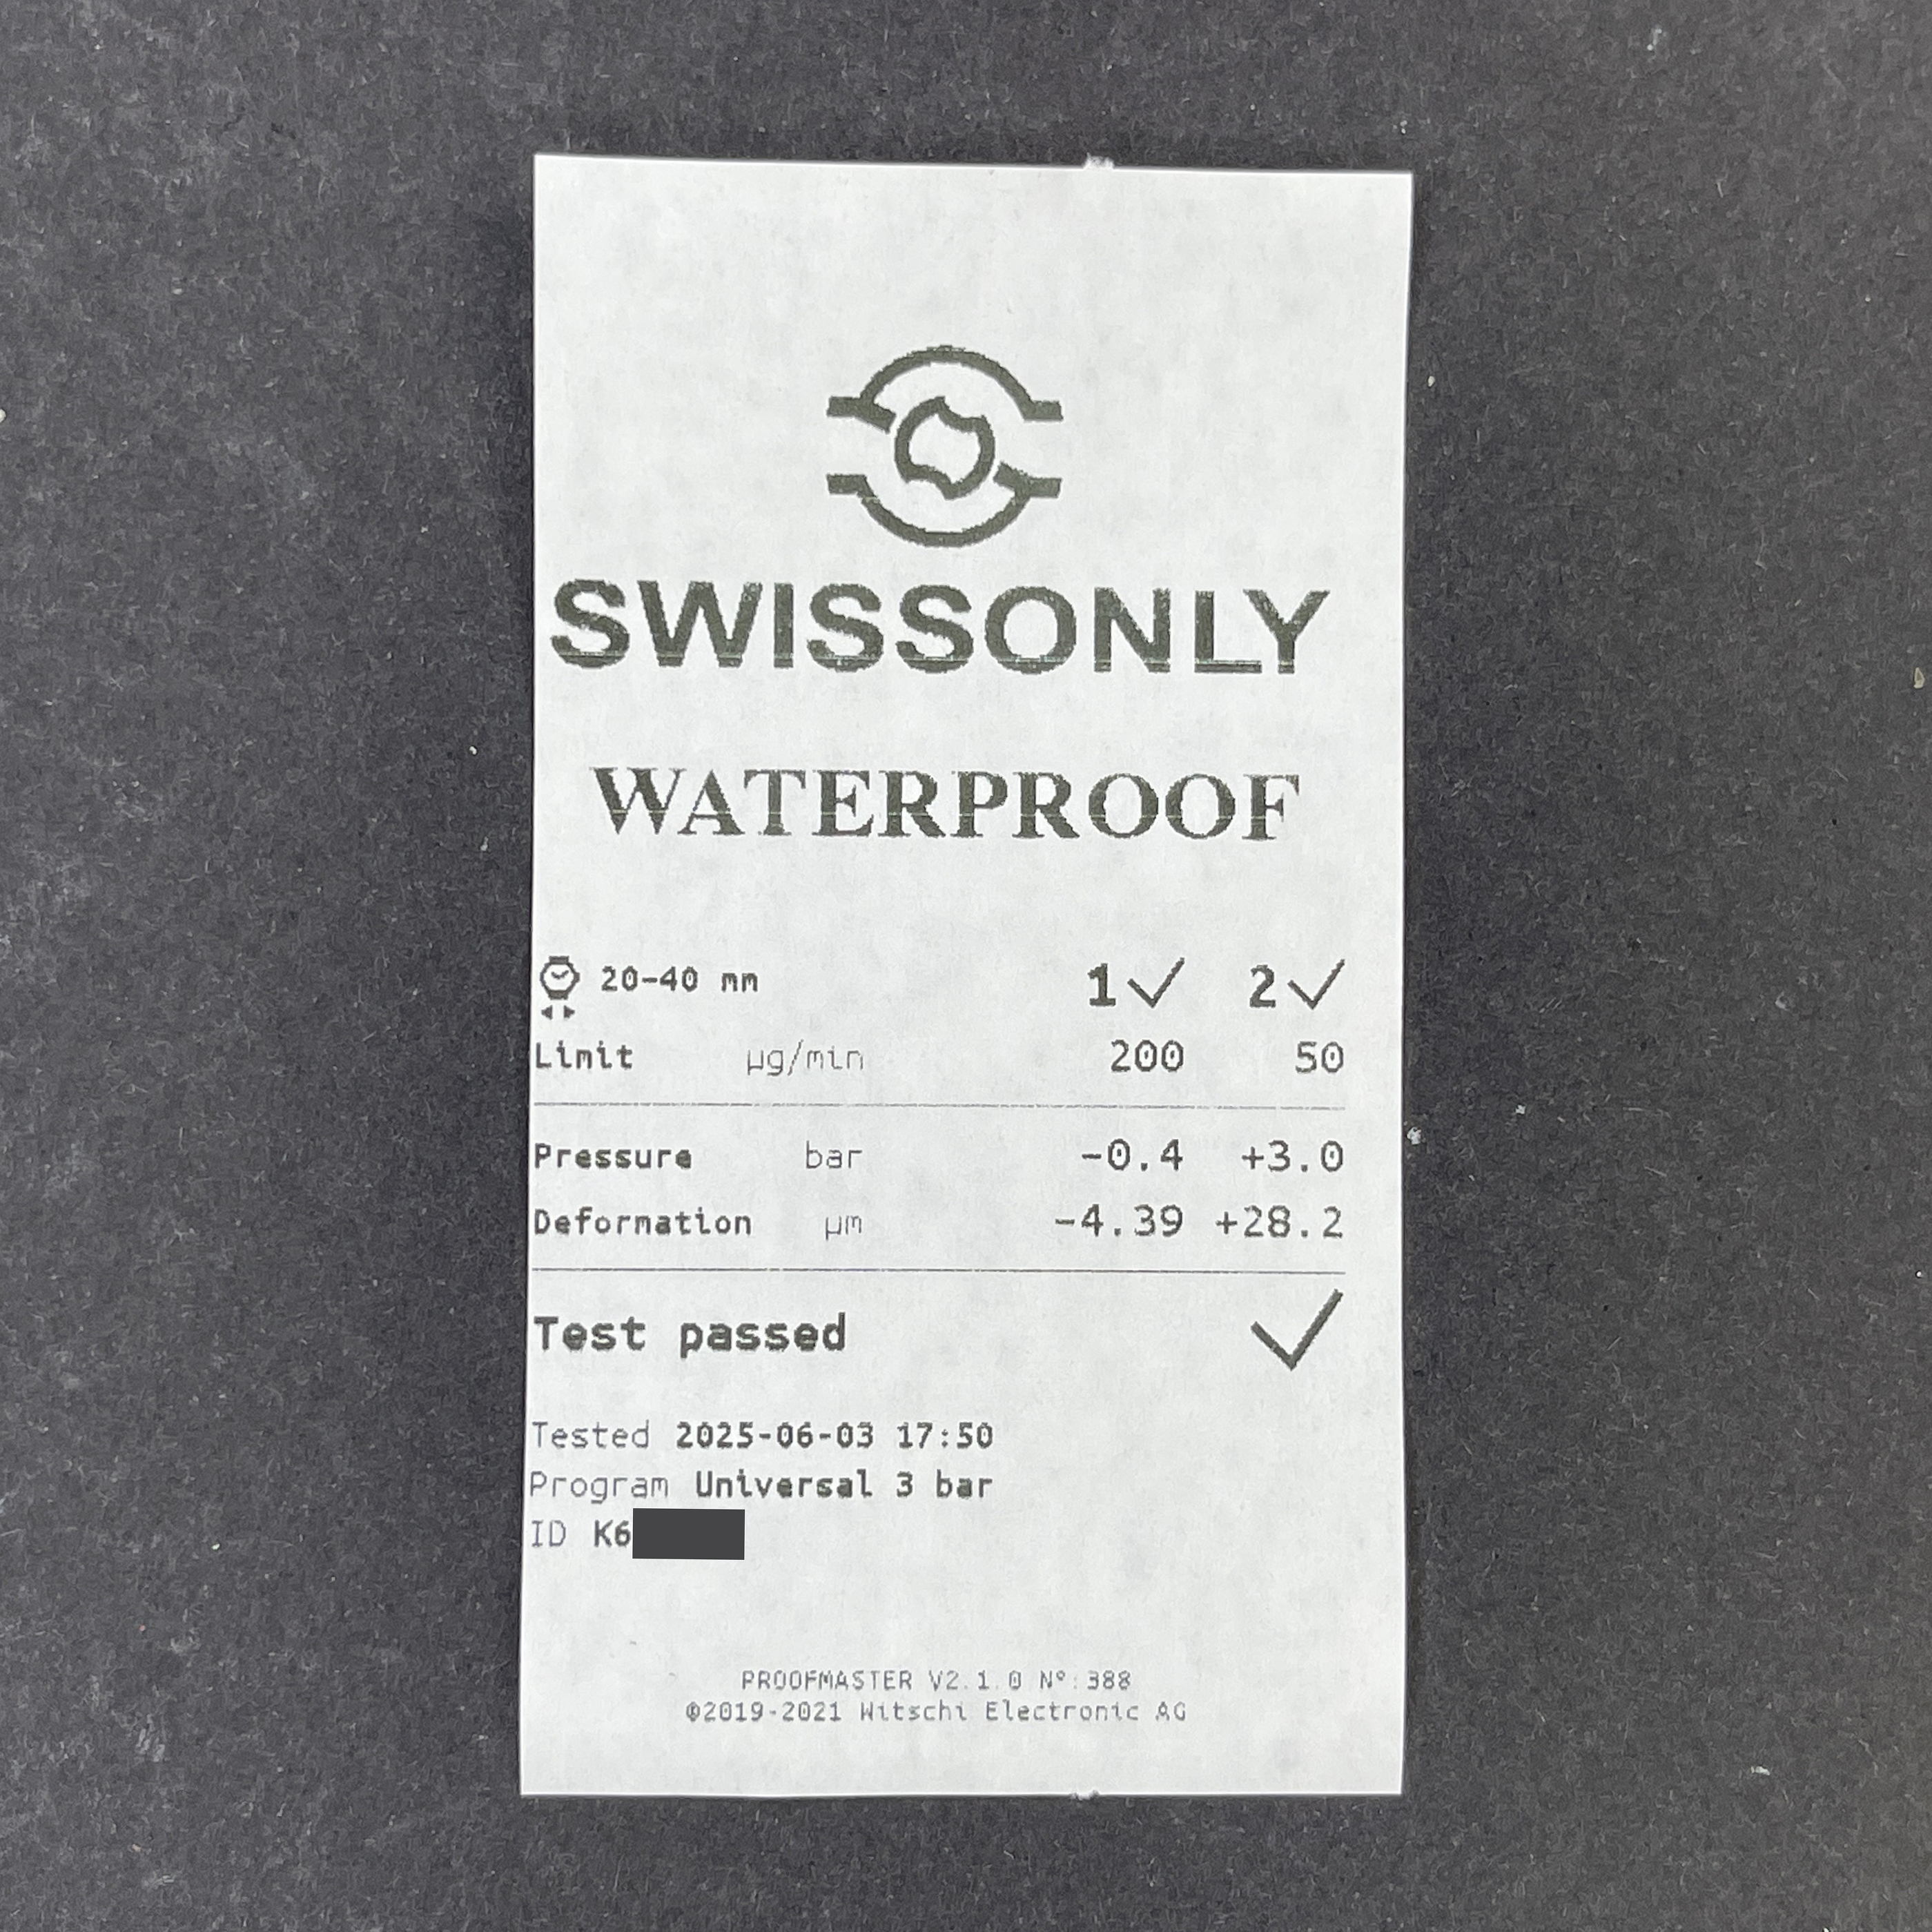 SWISSONLY
WATERPROOF
20-40 mm 1✓ 2✓
Limit µg/min 200 50
Pressure bar -0.4 +3.0
Deformation µm -4.39 +28.2
Test passed ✓
Tested 2025-06-03 17:50
Program Universal 3 bar
ID K6
PROOFMASTER V2.1.0 Nº:388
©2019-2021 Witschi Electronic AG